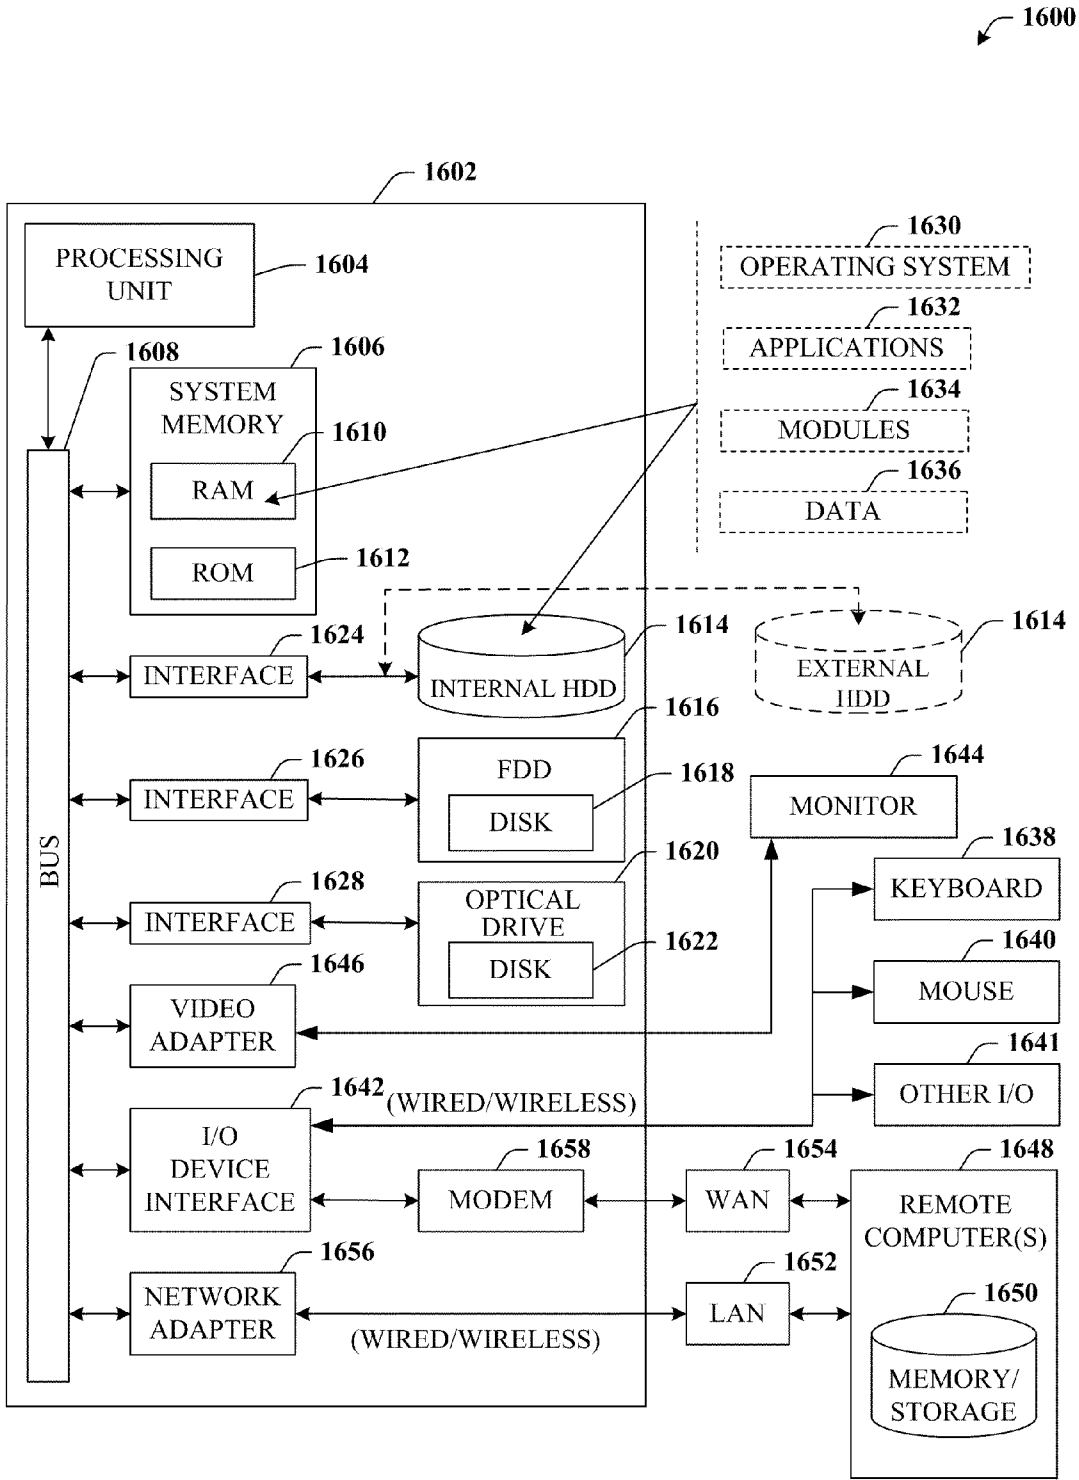 1600
1602
PROCESSING
UNIT
1604
1630
OPERATING SYSTEM
1608
1606
SYSTEM
MEMORY
1632
APPLICATIONS
1610
RAM
1634
MODULES
1612
ROM
1636
DATA
1624
INTERFACE
1614
INTERNAL HDD
1614
EXTERNAL
HDD
1616
FDD
1626
INTERFACE
1618
DISK
1644
MONITOR
BUS
1620
OPTICAL
DRIVE
1628
INTERFACE
1622
DISK
1638
KEYBOARD
1640
MOUSE
1646
VIDEO
ADAPTER
1641
OTHER I/O
1642
(WIRED/WIRELESS)
I/O
DEVICE
INTERFACE
1658
MODEM
1654
WAN
1648
REMOTE
COMPUTER(S)
1656
NETWORK
ADAPTER
(WIRED/WIRELESS)
1652
LAN
1650
MEMORY/
STORAGE